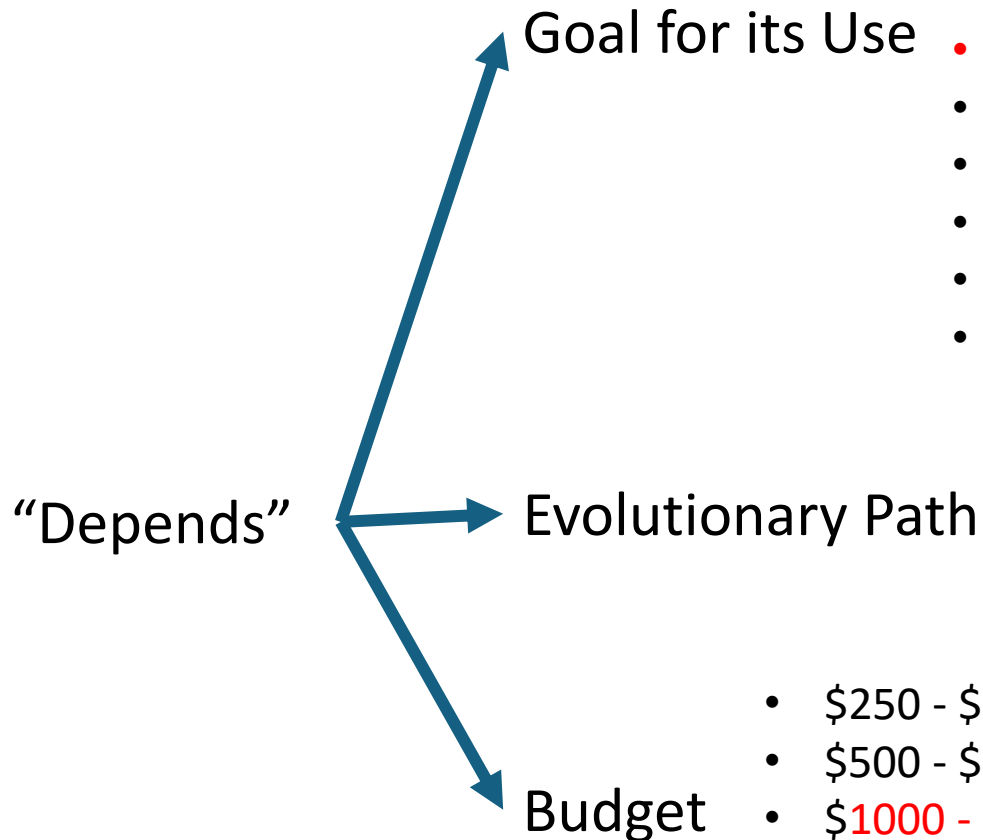 Goal for its Use •
•
•
•
•
•
“Depends”
Evolutionary Path
• $250 - $
• $500 - $
Budget
• $1000 -